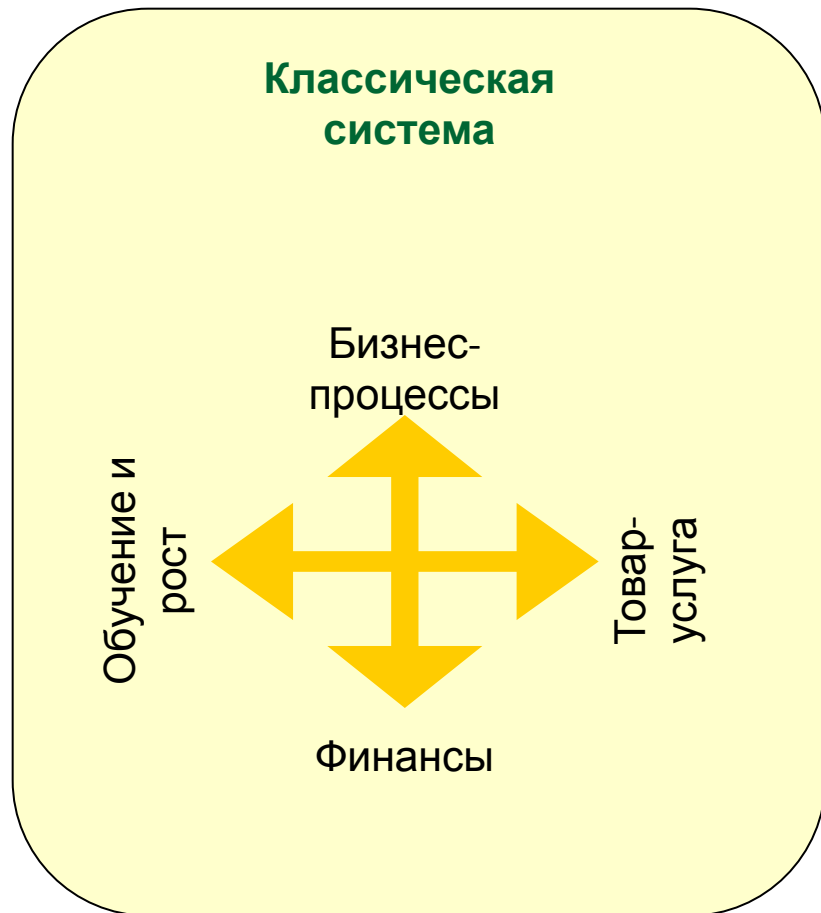 Классическая
система
Бизнес-
процессы
Обучение и
рост
Товар-
услуга
Финансы